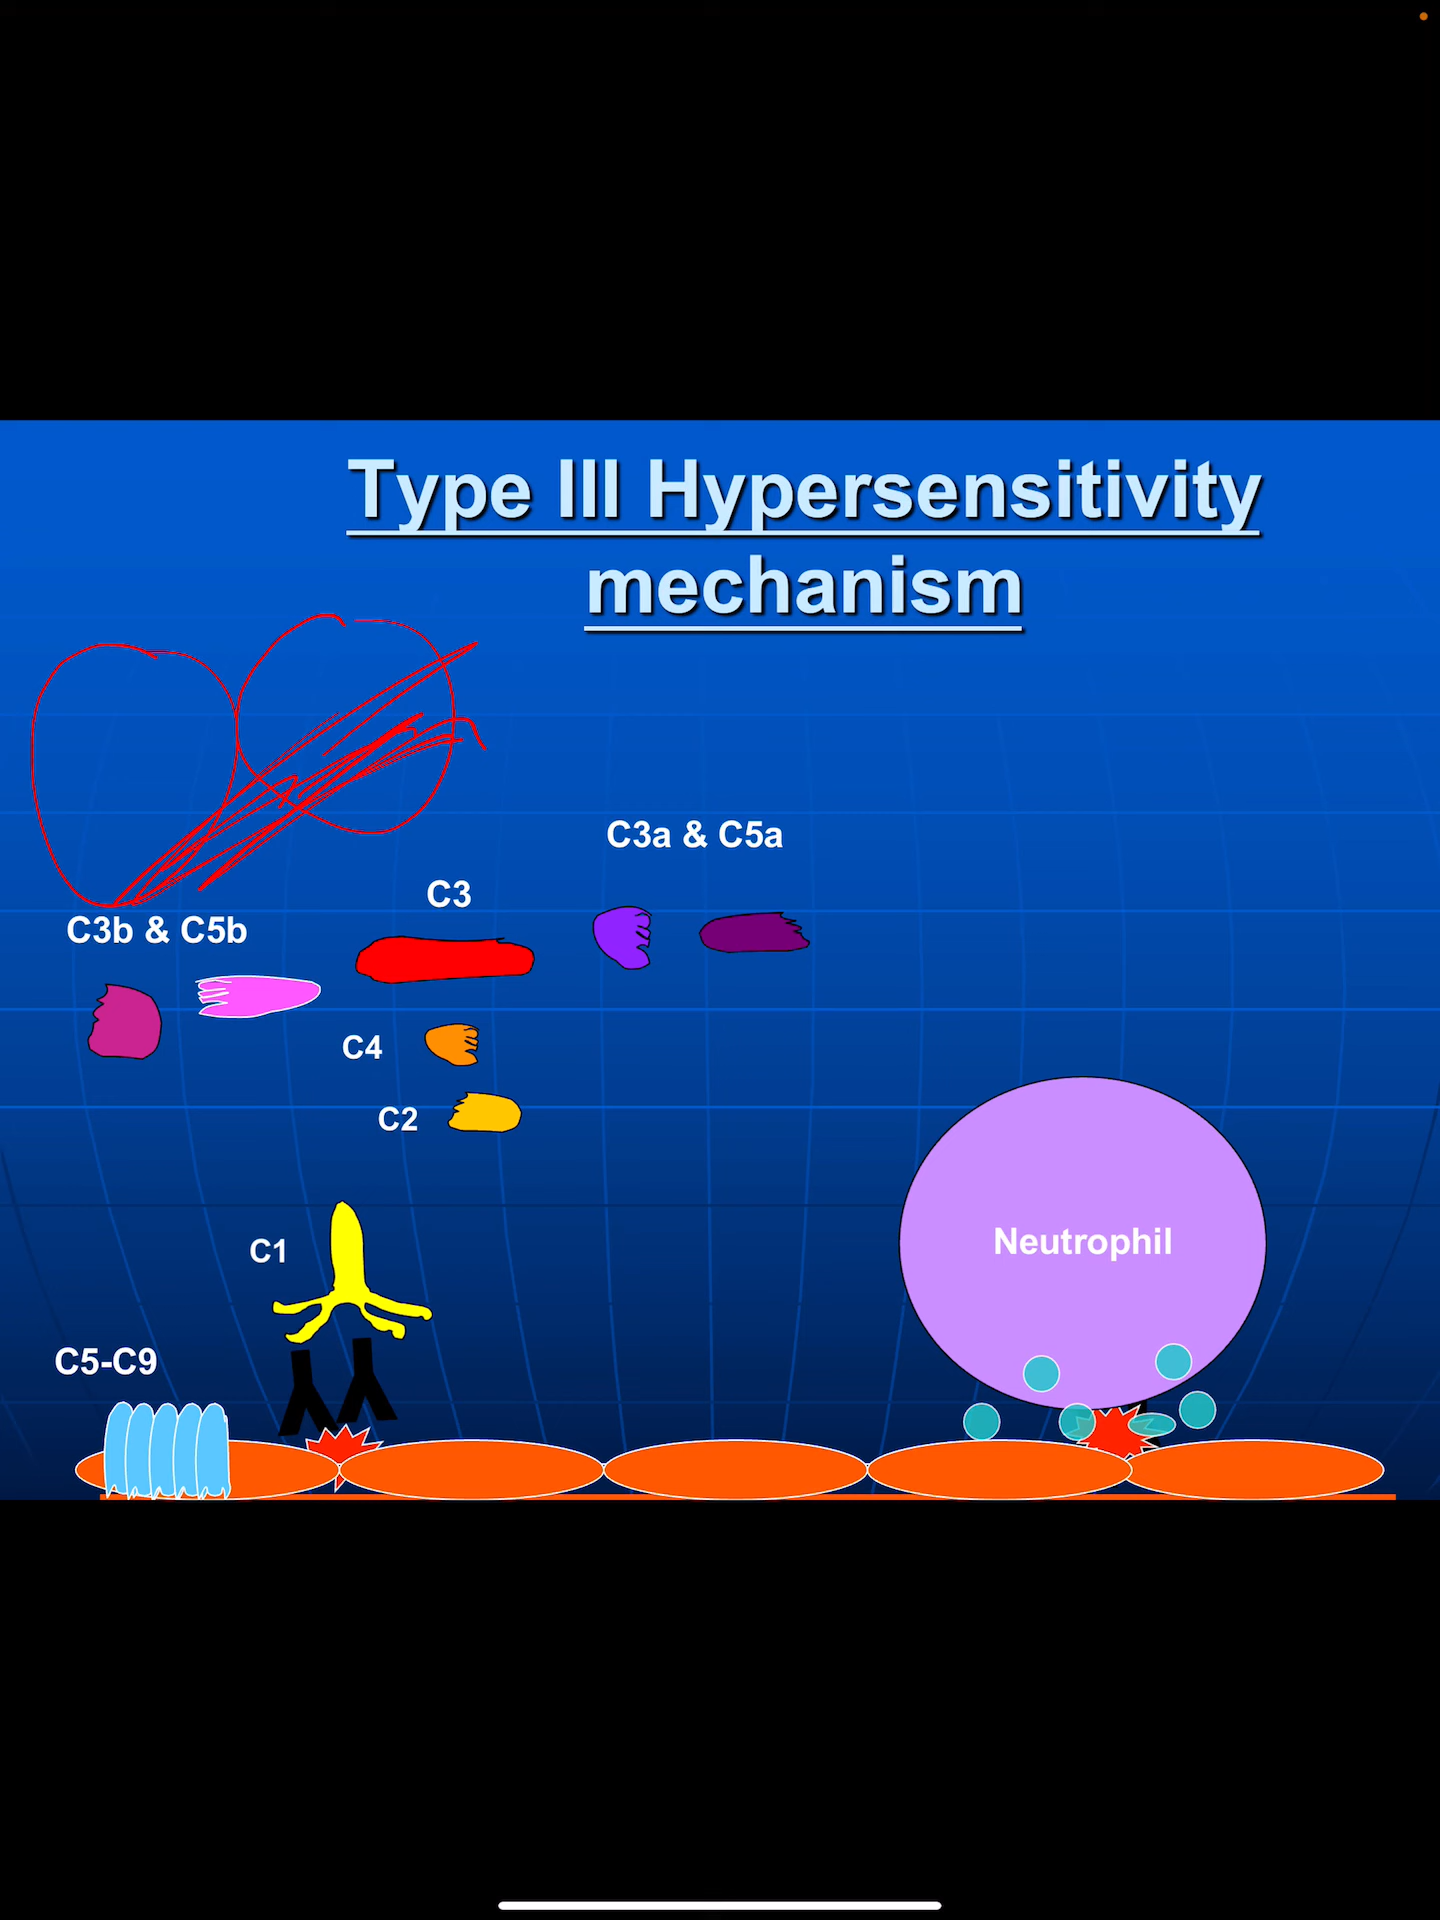 Type III Hypersensitivity
mechanism
C3a & C5a
C3
C3b & C5b
C4
C2
C1
Neutrophil
C5-C9